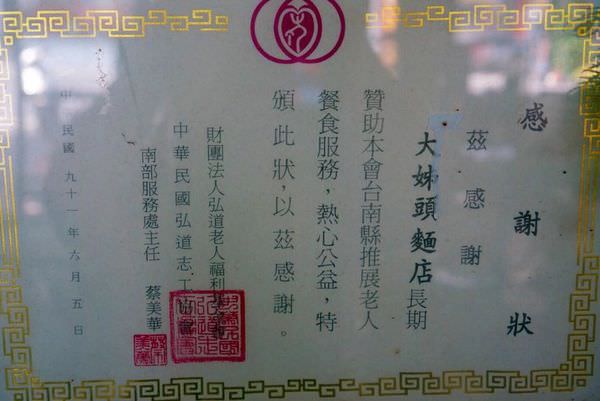 感謝狀
茲感謝
大姊頭麵店長期
贊助本會台南縣推展老人
餐食服務，熱心公益，特
頒此狀，以茲感謝。
財團法人弘道老人福利
中華民國弘道志工協會
南部服務處主任 蔡美華
中民國九十一年六月五日